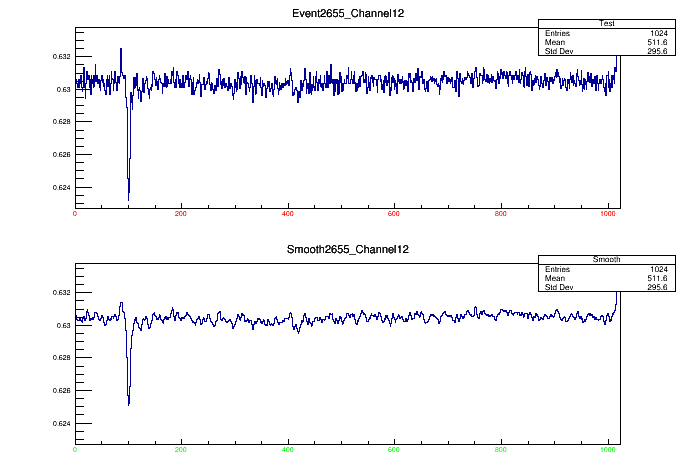 Event2655_Channel12
Test
Entries 1024
Mean 511.6
Std Dev 295.6
0.632
0.63
0.628
0.626
0.624
0 200 400 600 800 1000
Smooth2655_Channel12
Smooth
Entries 1024
Mean 511.6
Std Dev 295.6
0.632
0.63
0.628
0.626
0.624
0 200 400 600 800 1000